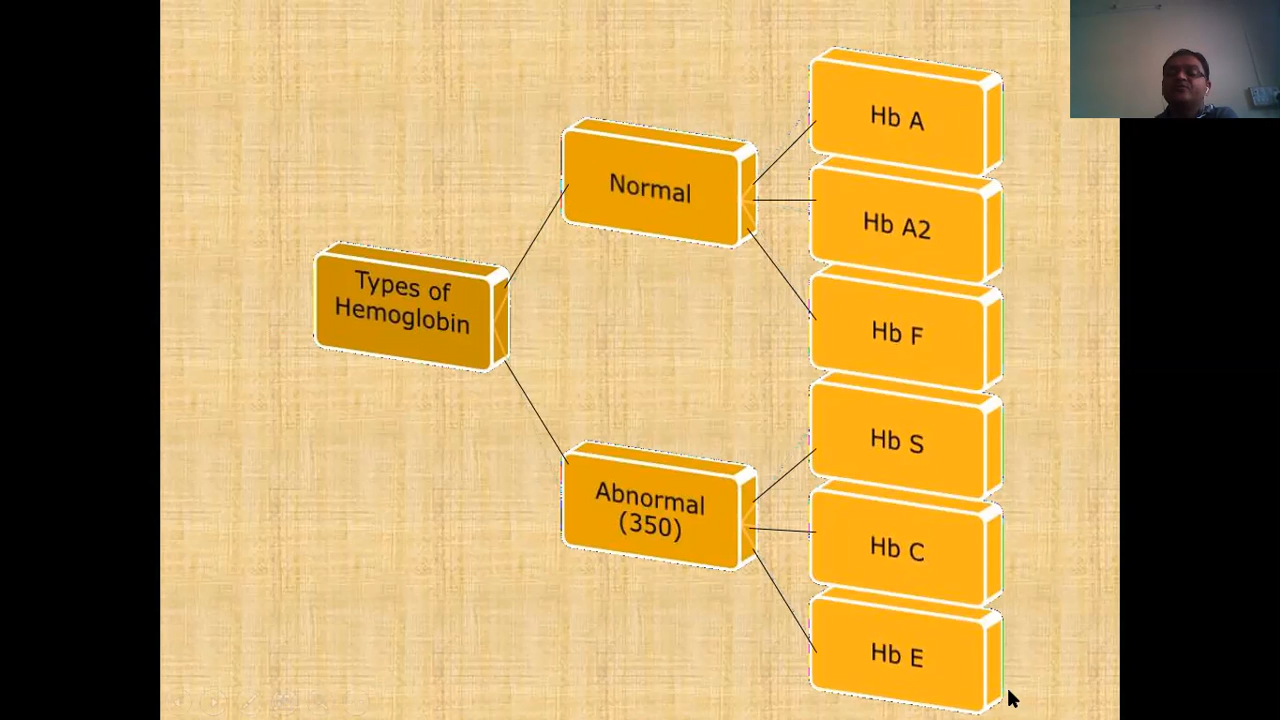 Types of
Hemoglobin
Normal
Hb A
Hb A2
Hb F
Abnormal
(350)
Hb S
Hb C
Hb E